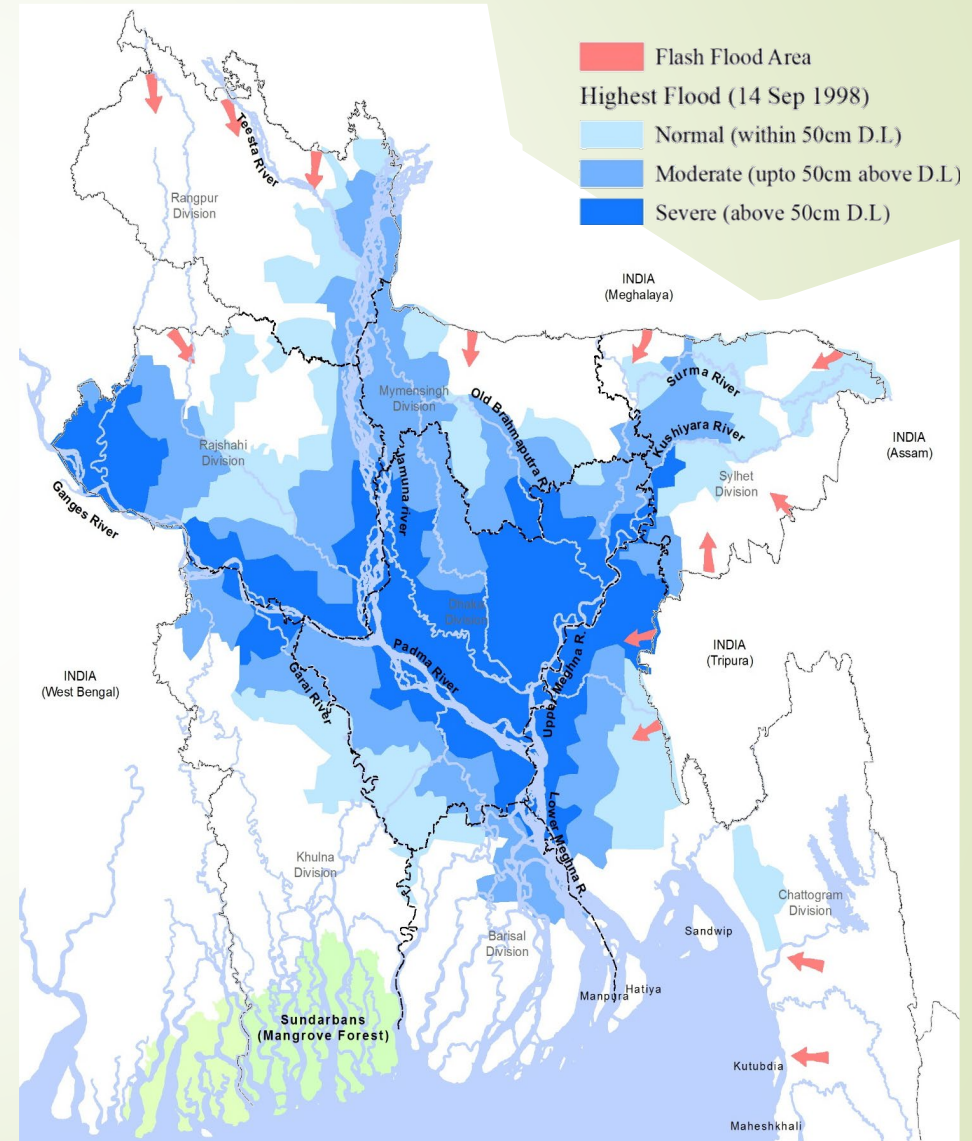 Flash Flood Area
Highest Flood (14 Sep 1998)
Normal (within 50cm D.L)
Moderate (upto 50cm above D.L)
Severe (above 50cm D.L)
Teesta River
Rangpur
Division
INDIA
(Meghalaya)
Mymensingh
Division
Old Brahmaputra R.
Surma River
Kushiyara River
INDIA
(Assam)
Rajshahi
Division
Jamuna river
Sylhet
Division
Ganges River
Dhaka
Division
INDIA
(West Bengal)
Garai River
Padma River
Upper Meghna R.
INDIA
(Tripura)
Lower Meghna R.
Khulna
Division
Chattogram
Division
Barisal
Division
Sandwip
Manpura
Hatiya
Sundarbans
(Mangrove Forest)
Kutubdia
Maheshkhali